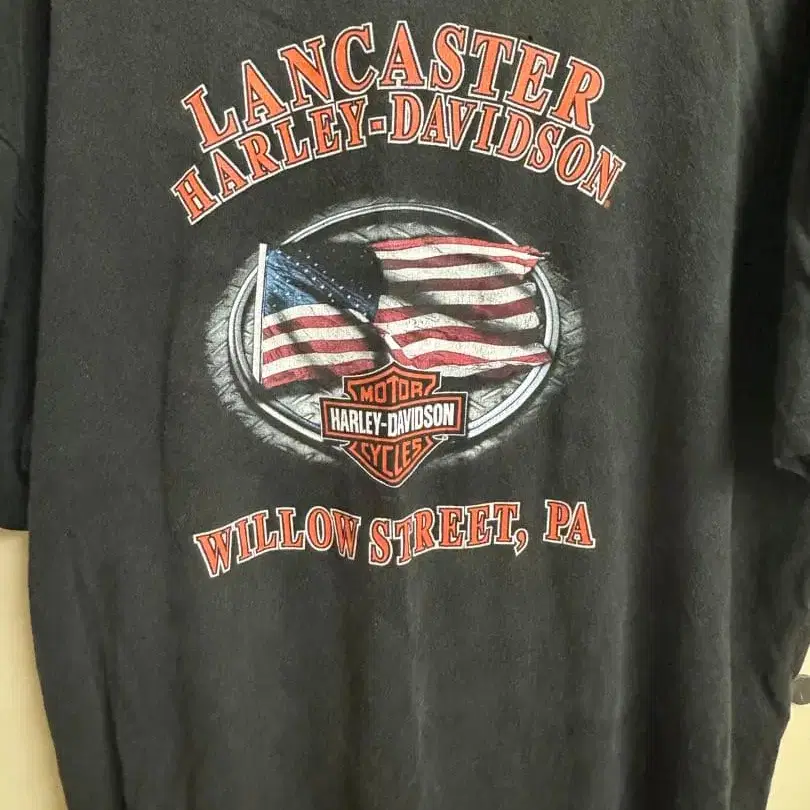 LANCASTER
HARLEY-DAVIDSON
MOTOR
HARLEY-DAVIDSON
CYCLES
WILLOW STREET, PA